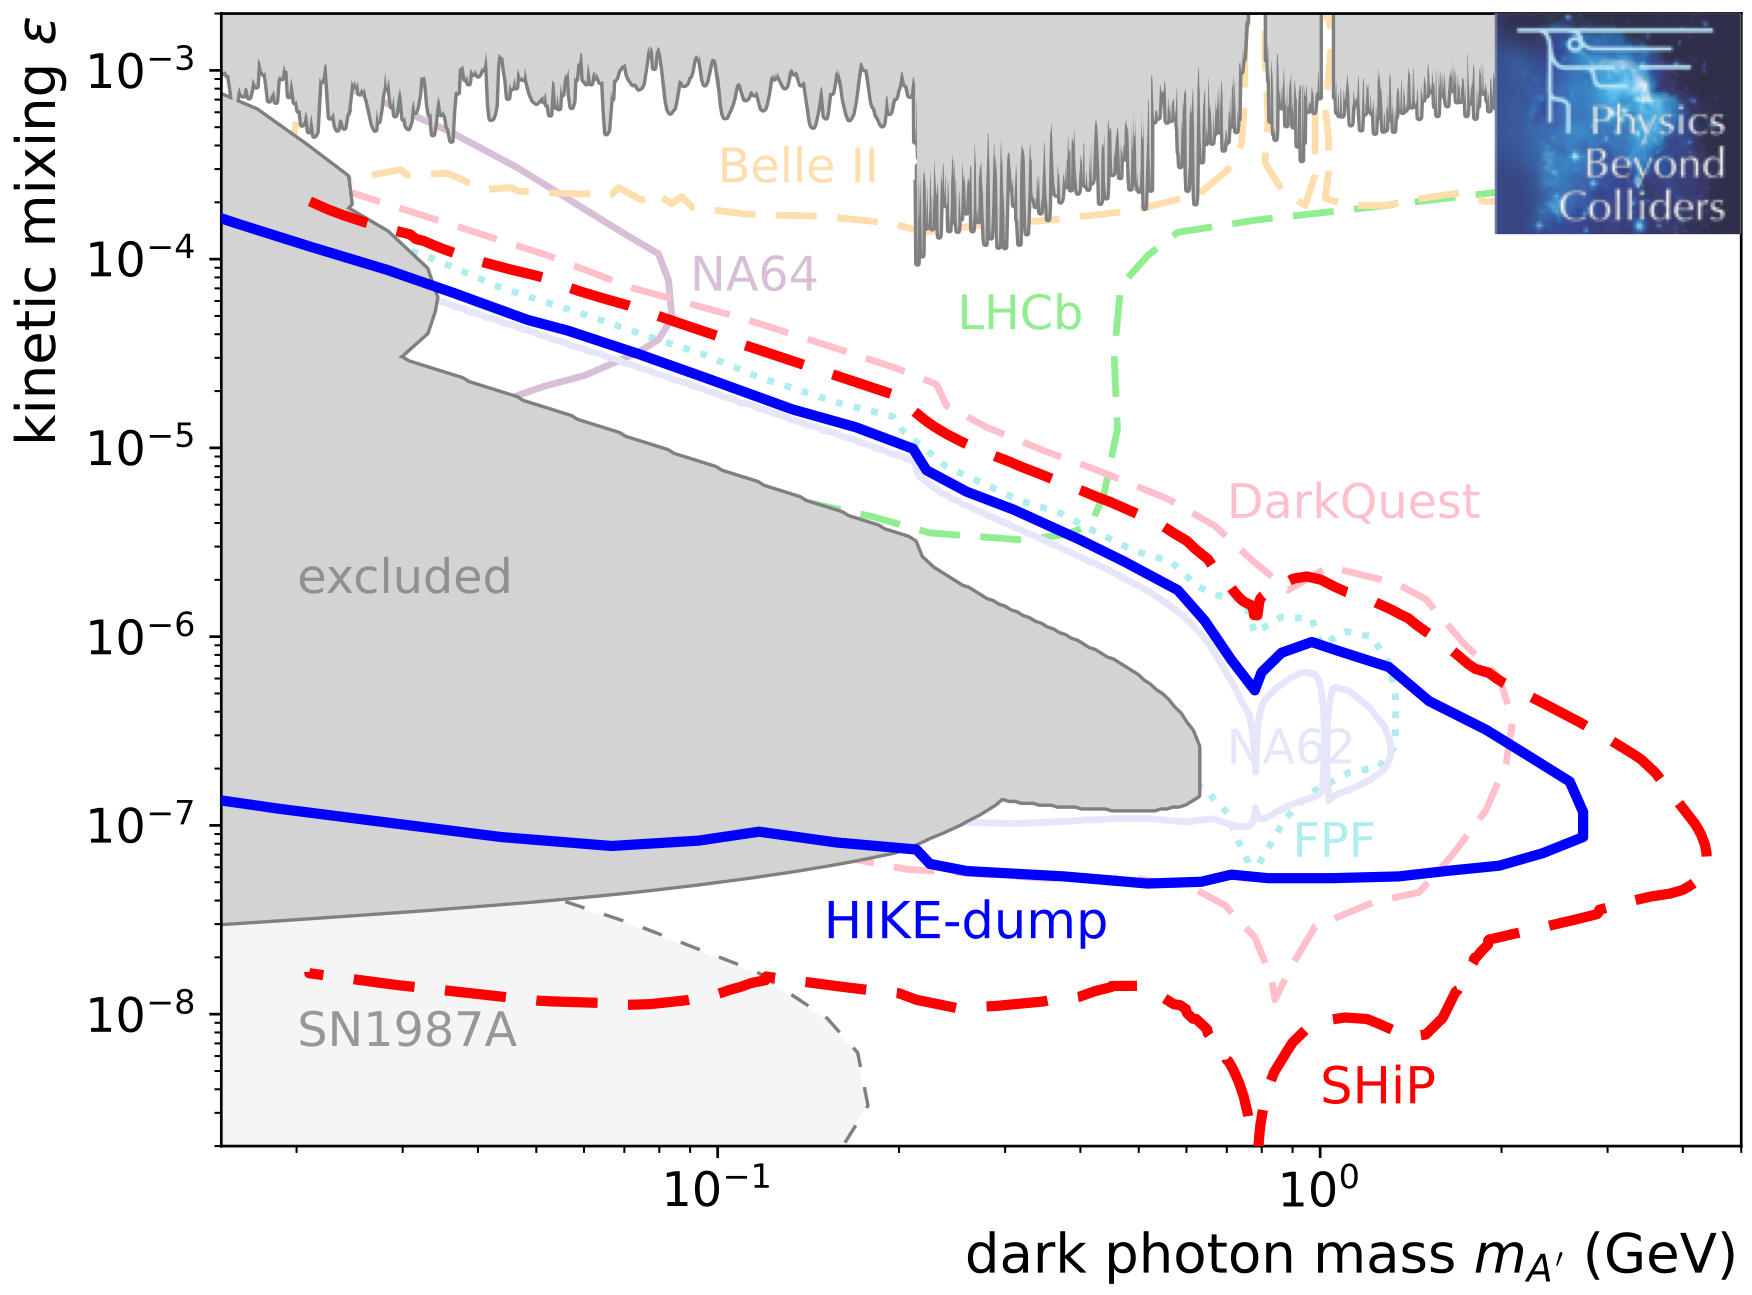 kinetic mixing ε
10⁻³
10⁻⁴
10⁻⁵
10⁻⁶
10⁻⁷
10⁻⁸
Physics
Beyond
Colliders
Belle II
NA64
LHCb
DarkQuest
excluded
NA62
FPF
HIKE-dump
SN1987A
SHiP
10⁻¹
10⁰
dark photon mass m_A′ (GeV)